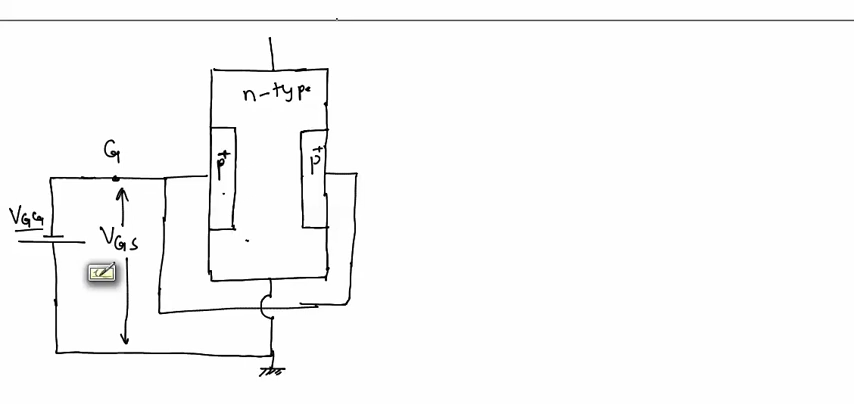 n-type
G
p+
p+
VGG
VGS